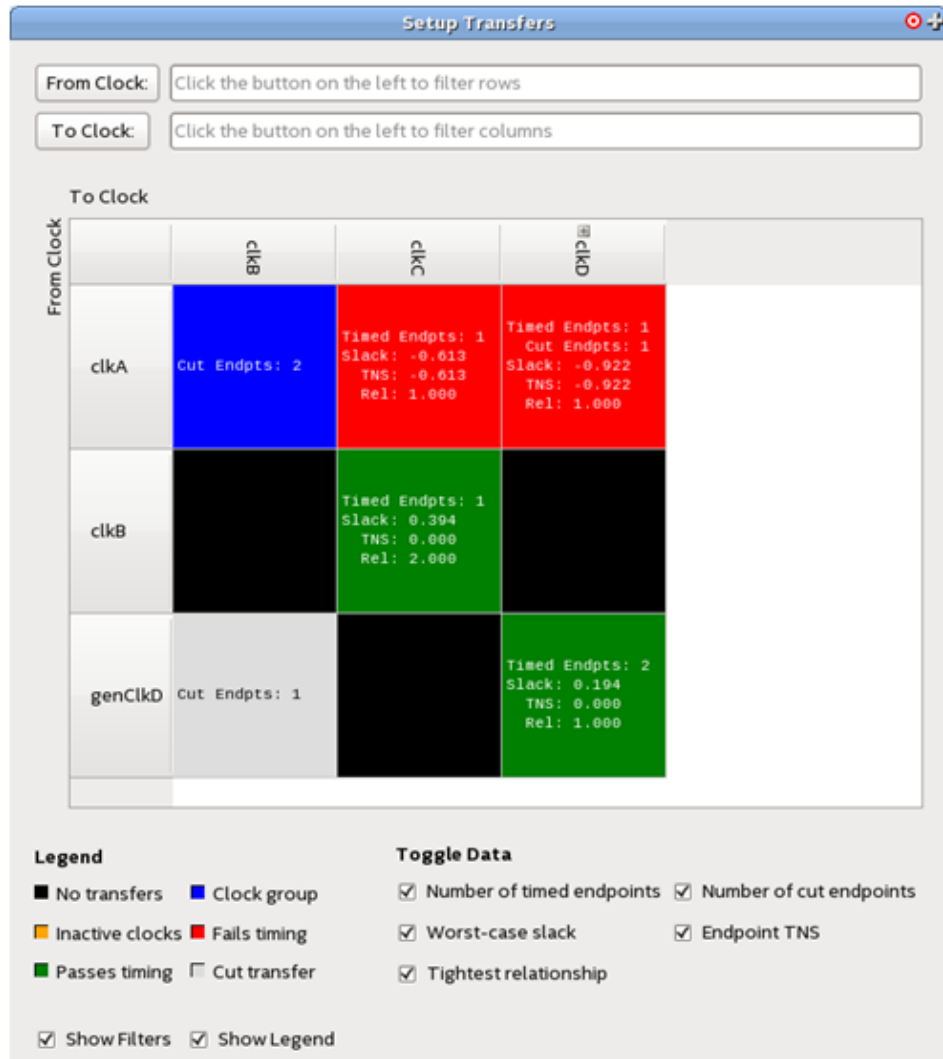 Setup Transfers
From Clock: Click the button on the left to filter rows
To Clock: Click the button on the left to filter columns
To Clock
From Clock
clkB clkC clkD
clkA
Cut Endpts: 2
Timed Endpts: 1
Slack: -0.613
TNS: -0.613
Rel: 1.000
Timed Endpts: 1
Cut Endpts: 1
Slack: -0.922
TNS: -0.922
Rel: 1.000
clkB
Timed Endpts: 1
Slack: 0.394
TNS: 0.000
Rel: 2.000
genClkD
Cut Endpts: 1
Timed Endpts: 2
Slack: 0.194
TNS: 0.000
Rel: 1.000
Legend
No transfers Clock group
Inactive clocks Fails timing
Passes timing Cut transfer
Toggle Data
Number of timed endpoints Number of cut endpoints
Worst-case slack Endpoint TNS
Tightest relationship
Show Filters Show Legend